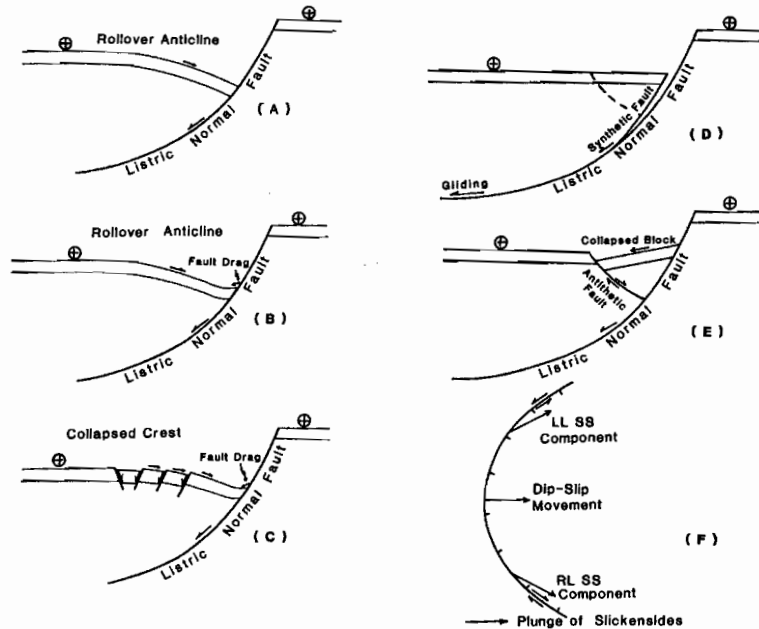 Rollover Anticline
Listric Normal Fault
(A)
Rollover Anticline
Fault Drag
Listric Normal Fault
(B)
Collapsed Crest
Fault Drag
Listric Normal Fault
(C)
Synthetic Fault
Gliding
Listric Normal Fault
(D)
Collapsed Block
Antithetic
Fault
Listric Normal Fault
(E)
LL SS
Component
Dip-Slip
Movement
(F)
RL SS
Component
Plunge of Slickensides